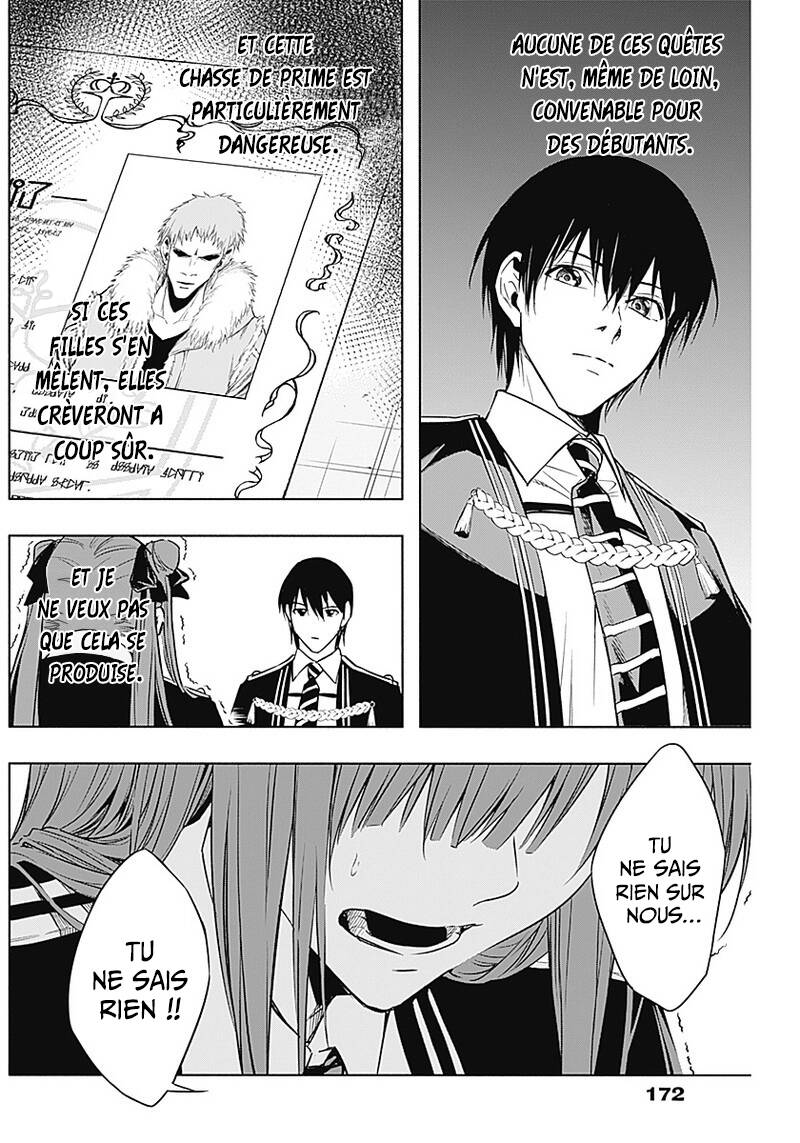 AUCUNE DE CES QUÊTES
N'EST, MÊME DE LOIN,
CONVENABLE POUR
DES DÉBUTANTS.
ET CETTE
CHASSE DE PRIME EST
PARTICULIÈREMENT
DANGEREUSE.
SI CES
FILLES S'EN
MÊLENT, ELLES
CRÈVERONT A
COUP SÛR.
ET JE
NE VEUX PAS
QUE CELA SE
PRODUISE.
TU
NE SAIS
RIEN SUR
NOUS...
TU
NE SAIS
RIEN !!
172